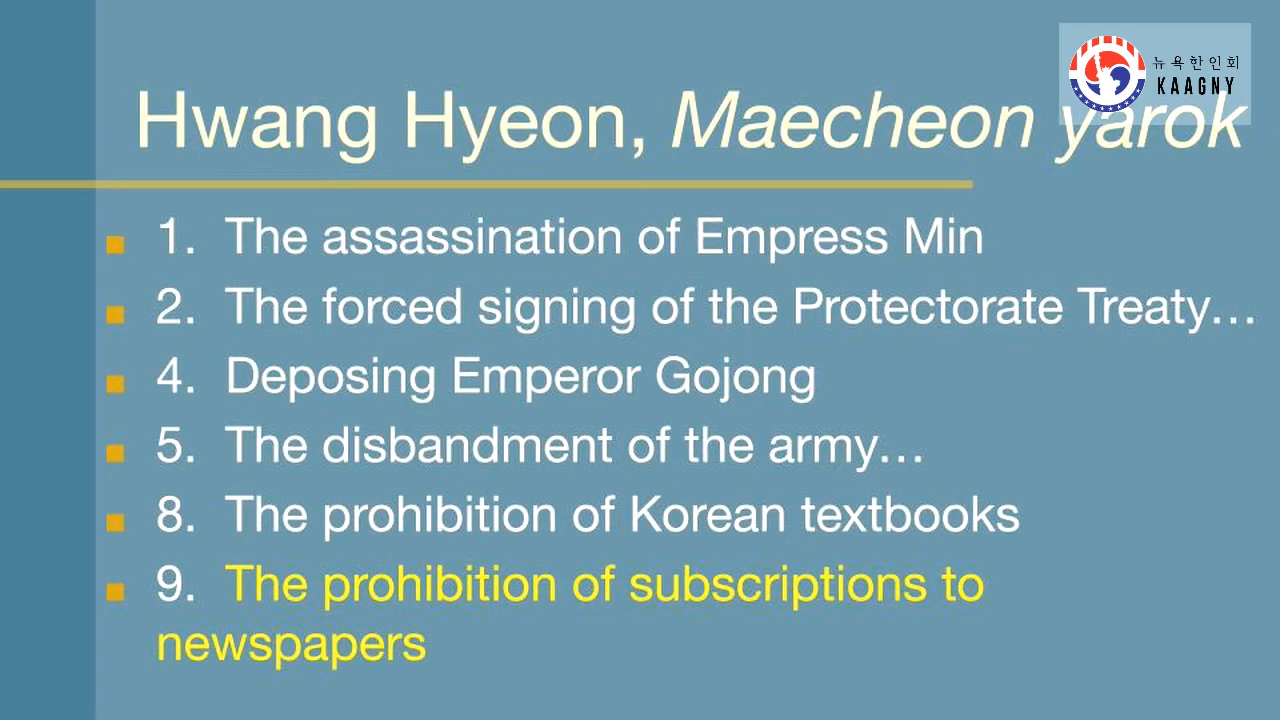 뉴욕한인회
KAAGNY
Hwang Hyeon, Maecheon yarok
1. The assassination of Empress Min
2. The forced signing of the Protectorate Treaty…
4. Deposing Emperor Gojong
5. The disbandment of the army…
8. The prohibition of Korean textbooks
9. The prohibition of subscriptions to
newspapers